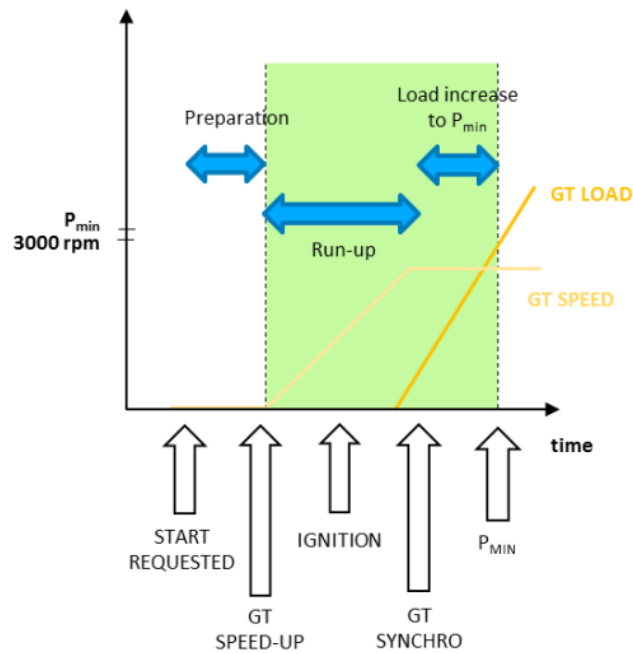 Preparation
Load increase
to Pmin
GT LOAD
Pmin
3000 rpm
Run-up
GT SPEED
time
START
REQUESTED
IGNITION
PMIN
GT
SPEED-UP
GT
SYNCHRO